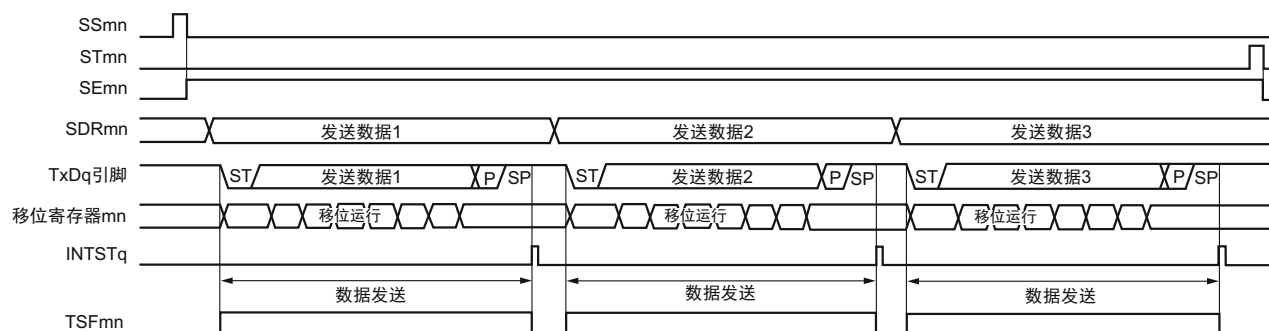 SSmn
STmn
SEmn
SDRmn 发送数据1 发送数据2 发送数据3
TxDq引脚 ST 发送数据1 P SP ST 发送数据2 P SP ST 发送数据3 P SP
移位寄存器mn 移位运行 移位运行 移位运行
INTSTq
数据发送 数据发送 数据发送
TSFmn